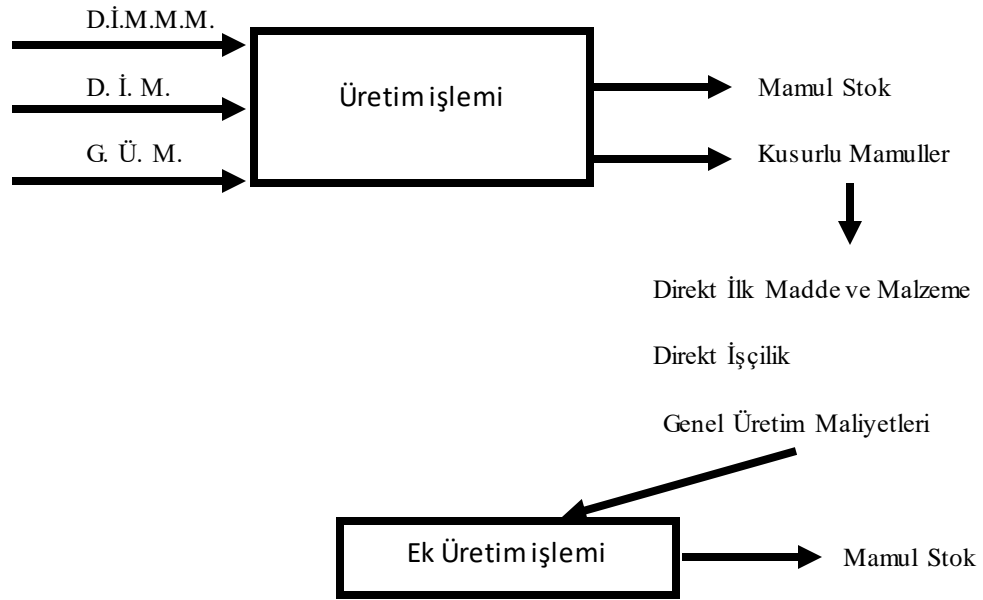 D.İ.M.M.M.
D. İ. M.
G. Ü. M.
Üretim işlemi
Mamul Stok
Kusurlu Mamuller
Direkt İlk Madde ve Malzeme
Direkt İşçilik
Genel Üretim Maliyetleri
Ek Üretim işlemi
Mamul Stok